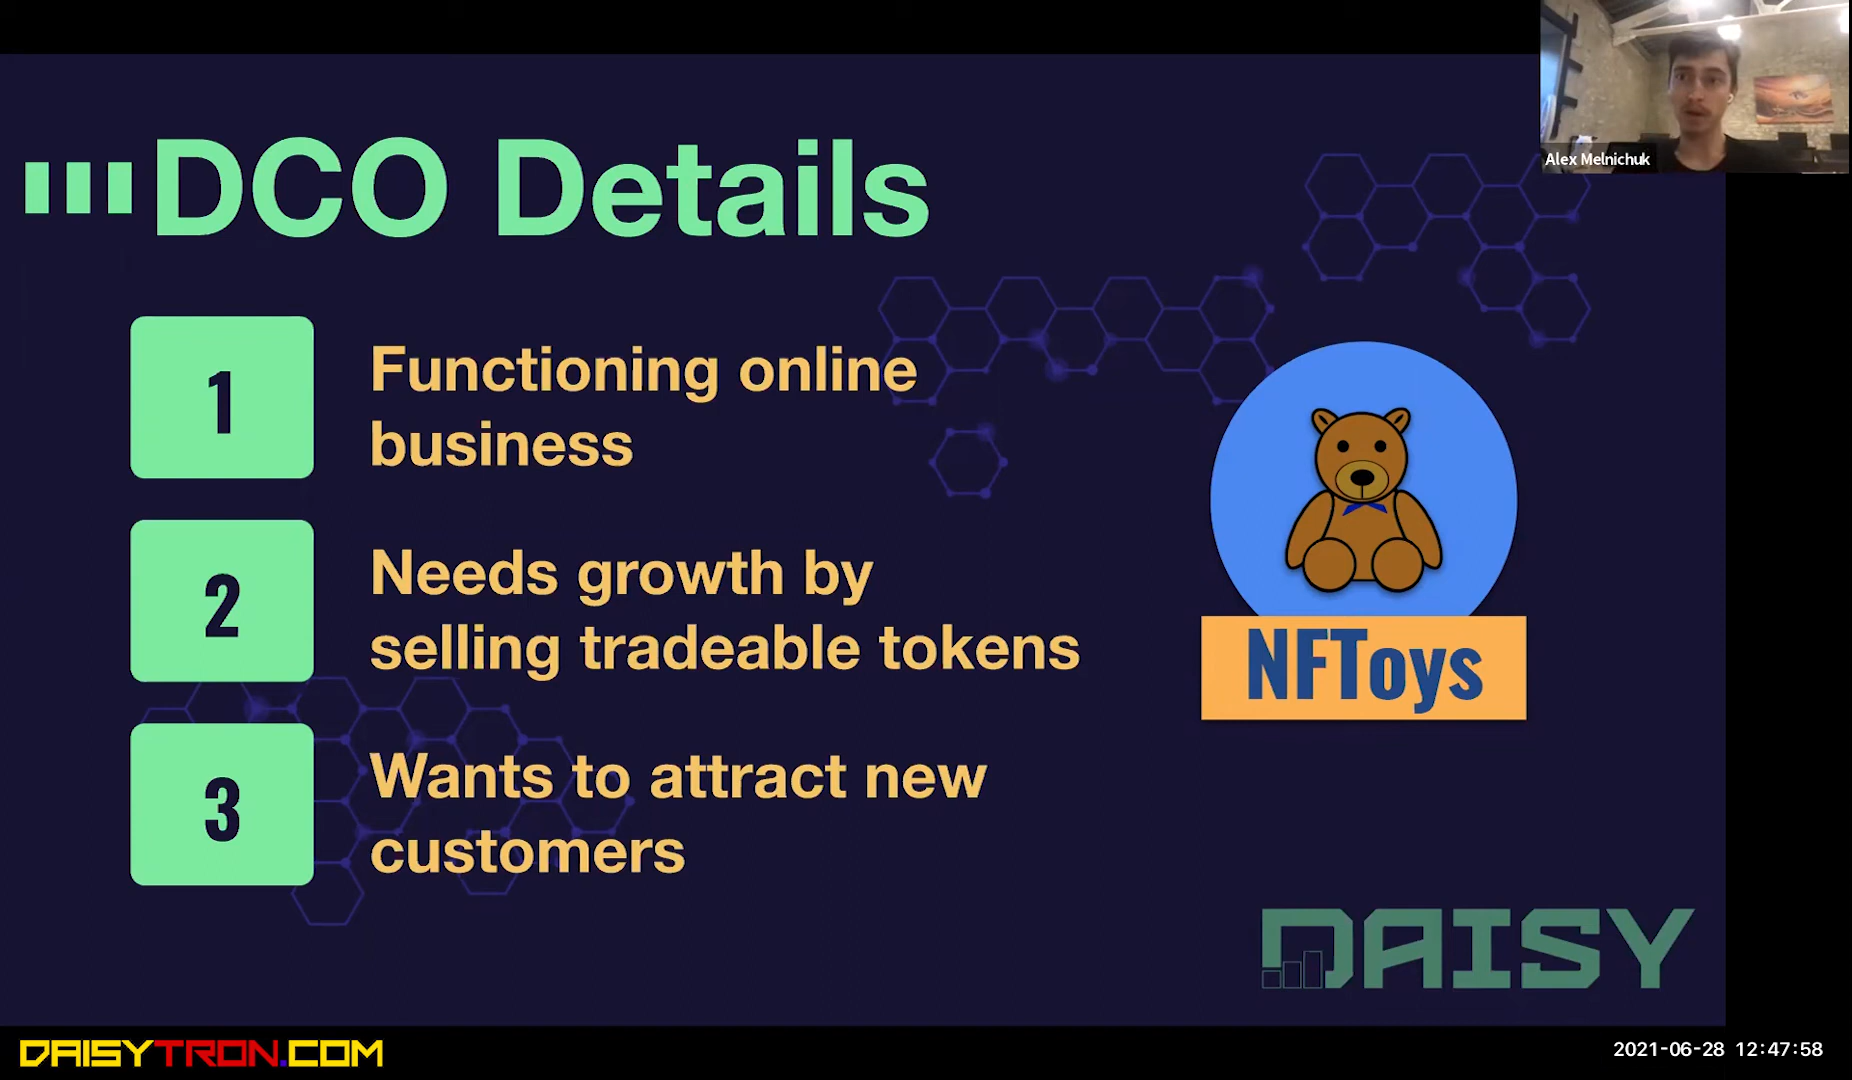 Alex Melnichuk
DCO Details
1
Functioning online
business
2
Needs growth by
selling tradeable tokens
3
Wants to attract new
customers
NFToys
DAISY
DAISYTRON.COM
2021-06-28 12:47:58